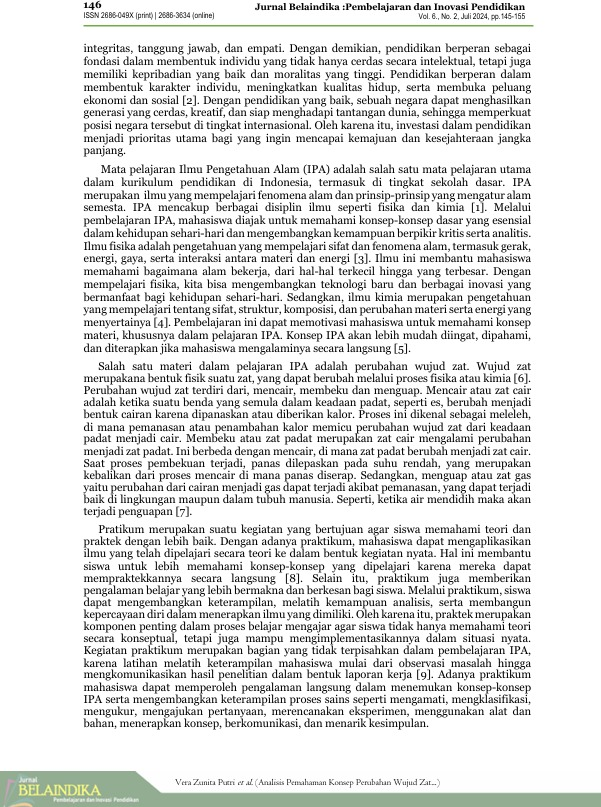 146
Jurnal Belaindika :Pembelajaran dan Inovasi Pendidikan
ISSN 2686-049X (print) | 2686-3634 (online)
Vol. 6., No. 2, Juli 2024, pp.145-155
integritas, tanggung jawab, dan empati. Dengan demikian, pendidikan berperan sebagai
fondasi dalam membentuk individu yang tidak hanya cerdas secara intelektual, tetapi juga
memiliki kepribadian yang baik dan moralitas yang tinggi. Pendidikan berperan dalam
membentuk karakter individu, meningkatkan kualitas hidup, serta membuka peluang
ekonomi dan sosial [2]. Dengan pendidikan yang baik, sebuah negara dapat menghasilkan
generasi yang cerdas, kreatif, dan siap menghadapi tantangan dunia, sehingga memperkuat
posisi negara tersebut di tingkat internasional. Oleh karena itu, investasi dalam pendidikan
menjadi prioritas utama bagi yang ingin mencapai kemajuan dan kesejahteraan jangka
panjang.
Mata pelajaran Ilmu Pengetahuan Alam (IPA) adalah salah satu mata pelajaran utama
dalam kurikulum pendidikan di Indonesia, termasuk di tingkat sekolah dasar. IPA
merupakan ilmu yang mempelajari fenomena alam dan prinsip-prinsip yang mengatur alam
semesta. IPA mencakup berbagai disiplin ilmu seperti fisika dan kimia [1]. Melalui
pembelajaran IPA, mahasiswa diajak untuk memahami konsep-konsep dasar yang esensial
dalam kehidupan sehari-hari dan mengembangkan kemampuan berpikir kritis serta analitis.
Ilmu fisika adalah pengetahuan yang mempelajari sifat dan fenomena alam, termasuk gerak,
energi, gaya, serta interaksi antara materi dan energi [3]. Ilmu ini membantu mahasiswa
memahami bagaimana alam bekerja, dari hal-hal terkecil hingga yang terbesar. Dengan
mempelajari fisika, kita bisa mengembangkan teknologi baru dan berbagai inovasi yang
bermanfaat bagi kehidupan sehari-hari. Sedangkan, ilmu kimia merupakan pengetahuan
yang mempelajari tentang sifat, struktur, komposisi, dan perubahan materi serta energi yang
menyertainya [4]. Pembelajaran ini dapat memotivasi mahasiswa untuk memahami konsep
materi, khususnya dalam pelajaran IPA. Konsep IPA akan lebih mudah diingat, dipahami,
dan diterapkan jika mahasiswa mengalaminya secara langsung [5].
Salah satu materi dalam pelajaran IPA adalah perubahan wujud zat. Wujud zat
merupakana bentuk fisik suatu zat, yang dapat berubah melalui proses fisika atau kimia [6].
Perubahan wujud zat terdiri dari, mencair, membeku dan menguap. Mencair atau zat cair
adalah ketika suatu benda yang semula dalam keadaan padat, seperti es, berubah menjadi
bentuk cairan karena dipanaskan atau diberikan kalor. Proses ini dikenal sebagai meleleh,
di mana pemanasan atau penambahan kalor memicu perubahan wujud zat dari keadaan
padat menjadi cair. Membeku atau zat padat merupakan zat cair mengalami perubahan
menjadi zat padat. Ini berbeda dengan mencair, di mana zat padat berubah menjadi zat cair.
Saat proses pembekuan terjadi, panas dilepaskan pada suhu rendah, yang merupakan
kebalikan dari proses mencair di mana panas diserap. Sedangkan, menguap atau zat gas
yaitu perubahan dari cairan menjadi gas dapat terjadi akibat pemanasan, yang dapat terjadi
baik di lingkungan maupun dalam tubuh manusia. Seperti, ketika air mendidih maka akan
terjadi penguapan [7].
Pratikum merupakan suatu kegiatan yang bertujuan agar siswa memahami teori dan
praktek dengan lebih baik. Dengan adanya praktikum, mahasiswa dapat mengaplikasikan
ilmu yang telah dipelajari secara teori ke dalam bentuk kegiatan nyata. Hal ini membantu
siswa untuk lebih memahami konsep-konsep yang dipelajari karena mereka dapat
mempraktekkannya secara langsung [8]. Selain itu, praktikum juga memberikan
pengalaman belajar yang lebih bermakna dan berkesan bagi siswa. Melalui praktikum, siswa
dapat mengembangkan keterampilan, melatih kemampuan analisis, serta membangun
kepercayaan diri dalam menerapkan ilmu yang dimiliki. Oleh karena itu, praktek merupakan
komponen penting dalam proses belajar mengajar agar siswa tidak hanya memahami teori
secara konseptual, tetapi juga mampu mengimplementasikannya dalam situasi nyata.
Kegiatan praktikum merupakan bagian yang tidak terpisahkan dalam pembelajaran IPA,
karena latihan melatih keterampilan mahasiswa mulai dari observasi masalah hingga
mengkomunikasikan hasil penelitian dalam bentuk laporan kerja [9]. Adanya praktikum
mahasiswa dapat memperoleh pengalaman langsung dalam menemukan konsep-konsep
IPA serta mengembangkan keterampilan proses sains seperti mengamati, mengklasifikasi,
mengukur, mengajukan pertanyaan, merencanakan eksperimen, menggunakan alat dan
bahan, menerapkan konsep, berkomunikasi, dan menarik kesimpulan.
Jurnal
BELAINDIKA
Pembelajaran dan Inovasi Pendidikan
Vera Zunita Putri et al. (Analisis Pemahaman Konsep Perubahan Wujud Zat...)